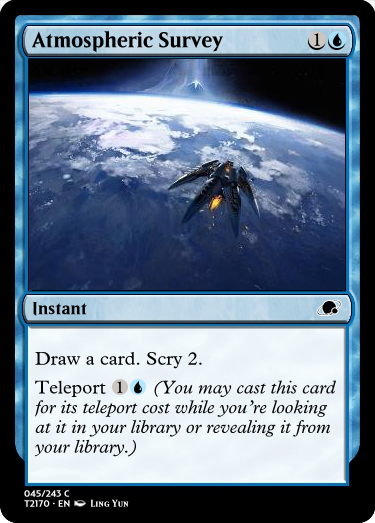 Atmospheric Survey 1
Instant
Draw a card. Scry 2.
Teleport 1 (You may cast this card
for its teleport cost while you're looking
at it in your library or revealing it from
your library.)
045/243 C
T2170 · EN Ling Yun